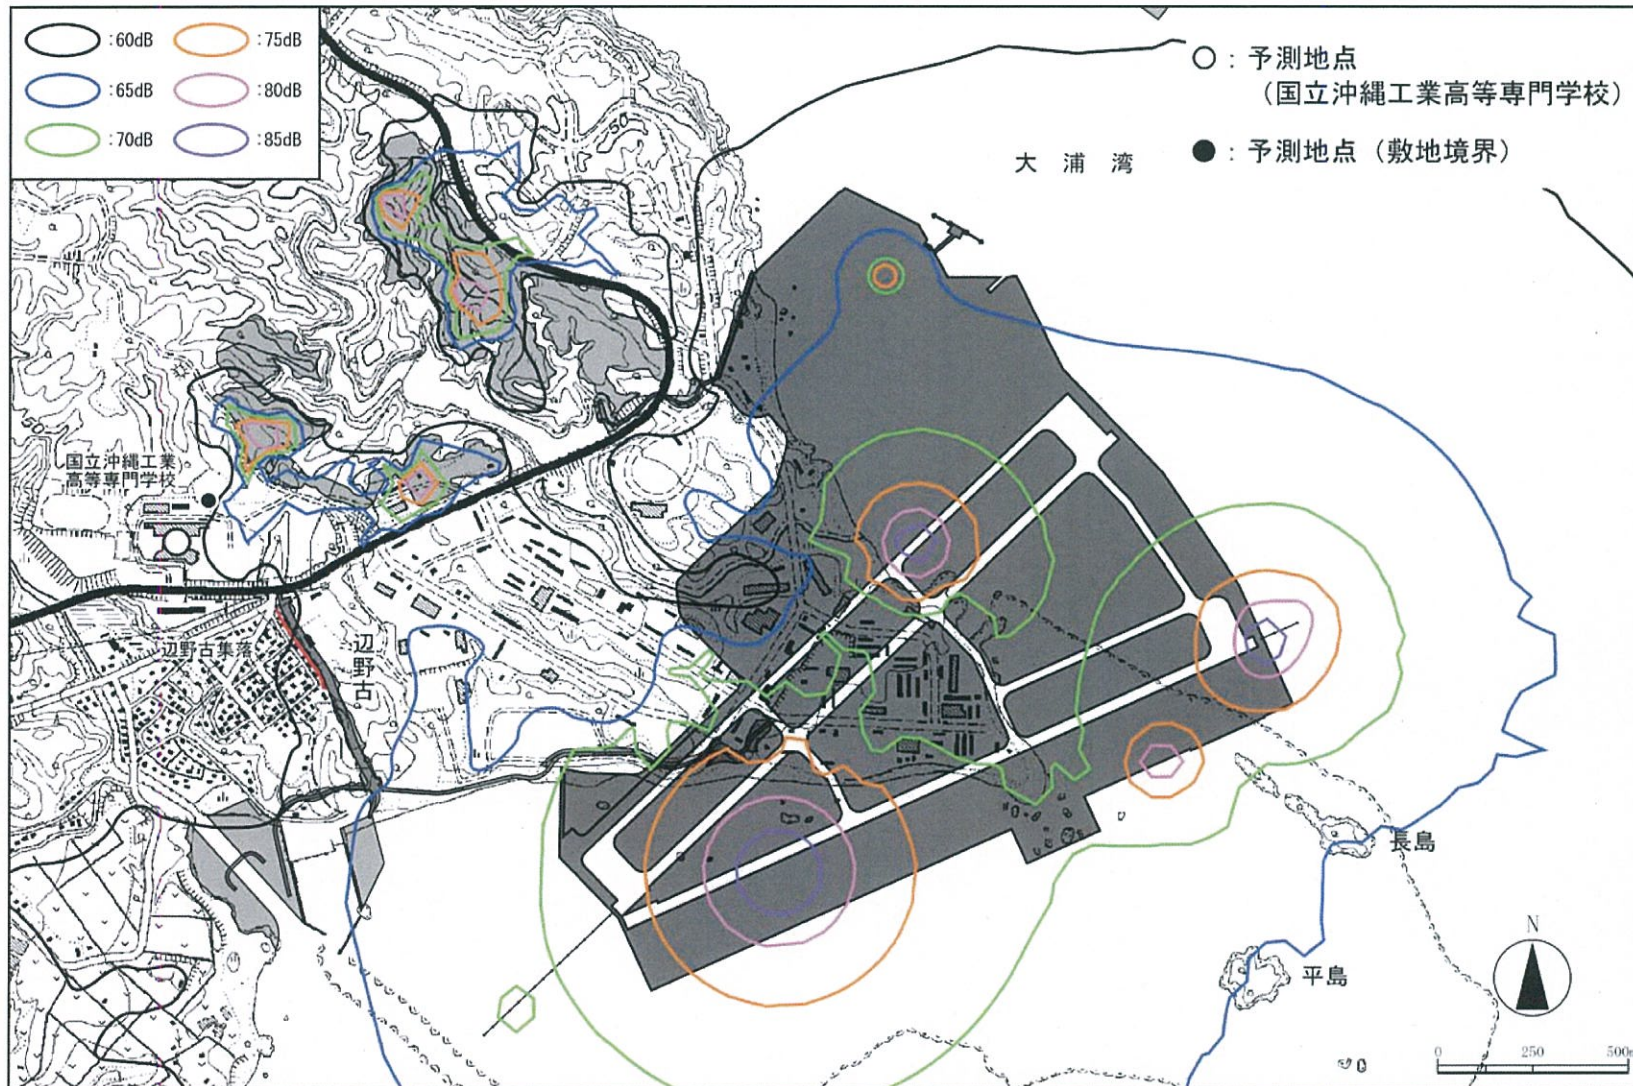 :60dB
:75dB
:65dB
:80dB
:70dB
:85dB
○ : 予測地点
(国立沖縄工業高等専門学校)
● : 予測地点 (敷地境界)
大浦湾
50
50
国立沖縄工業
高等専門学校
辺野古集落
辺野古
長島
平島
N
0 250 500m